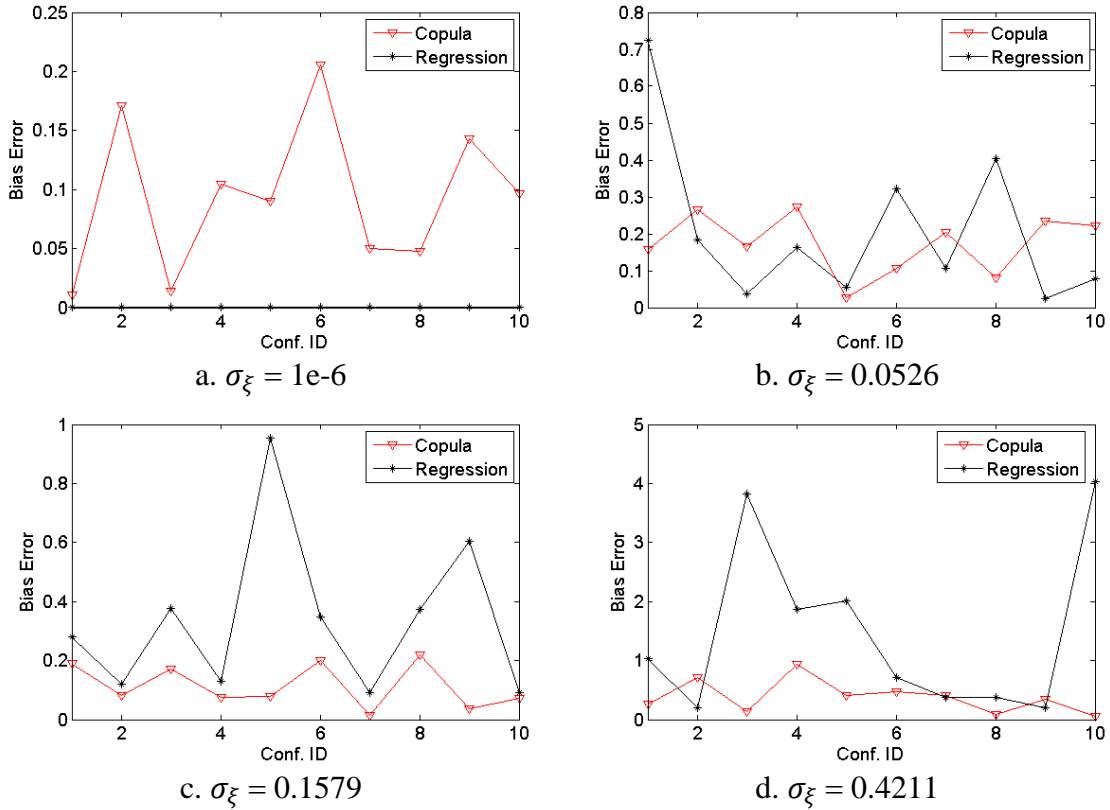 0.25
0.2
0.15
0.1
0.05
0
Bias Error
2
4
6
8
10
Conf. ID
Copula
Regression
a. σ_ξ = 1e-6
0.8
0.7
0.6
0.5
0.4
0.3
0.2
0.1
0
Bias Error
2
4
6
8
10
Conf. ID
Copula
Regression
b. σ_ξ = 0.0526
1
0.8
0.6
0.4
0.2
0
Bias Error
2
4
6
8
10
Conf. ID
Copula
Regression
c. σ_ξ = 0.1579
5
4
3
2
1
0
Bias Error
2
4
6
8
10
Conf. ID
Copula
Regression
d. σ_ξ = 0.4211